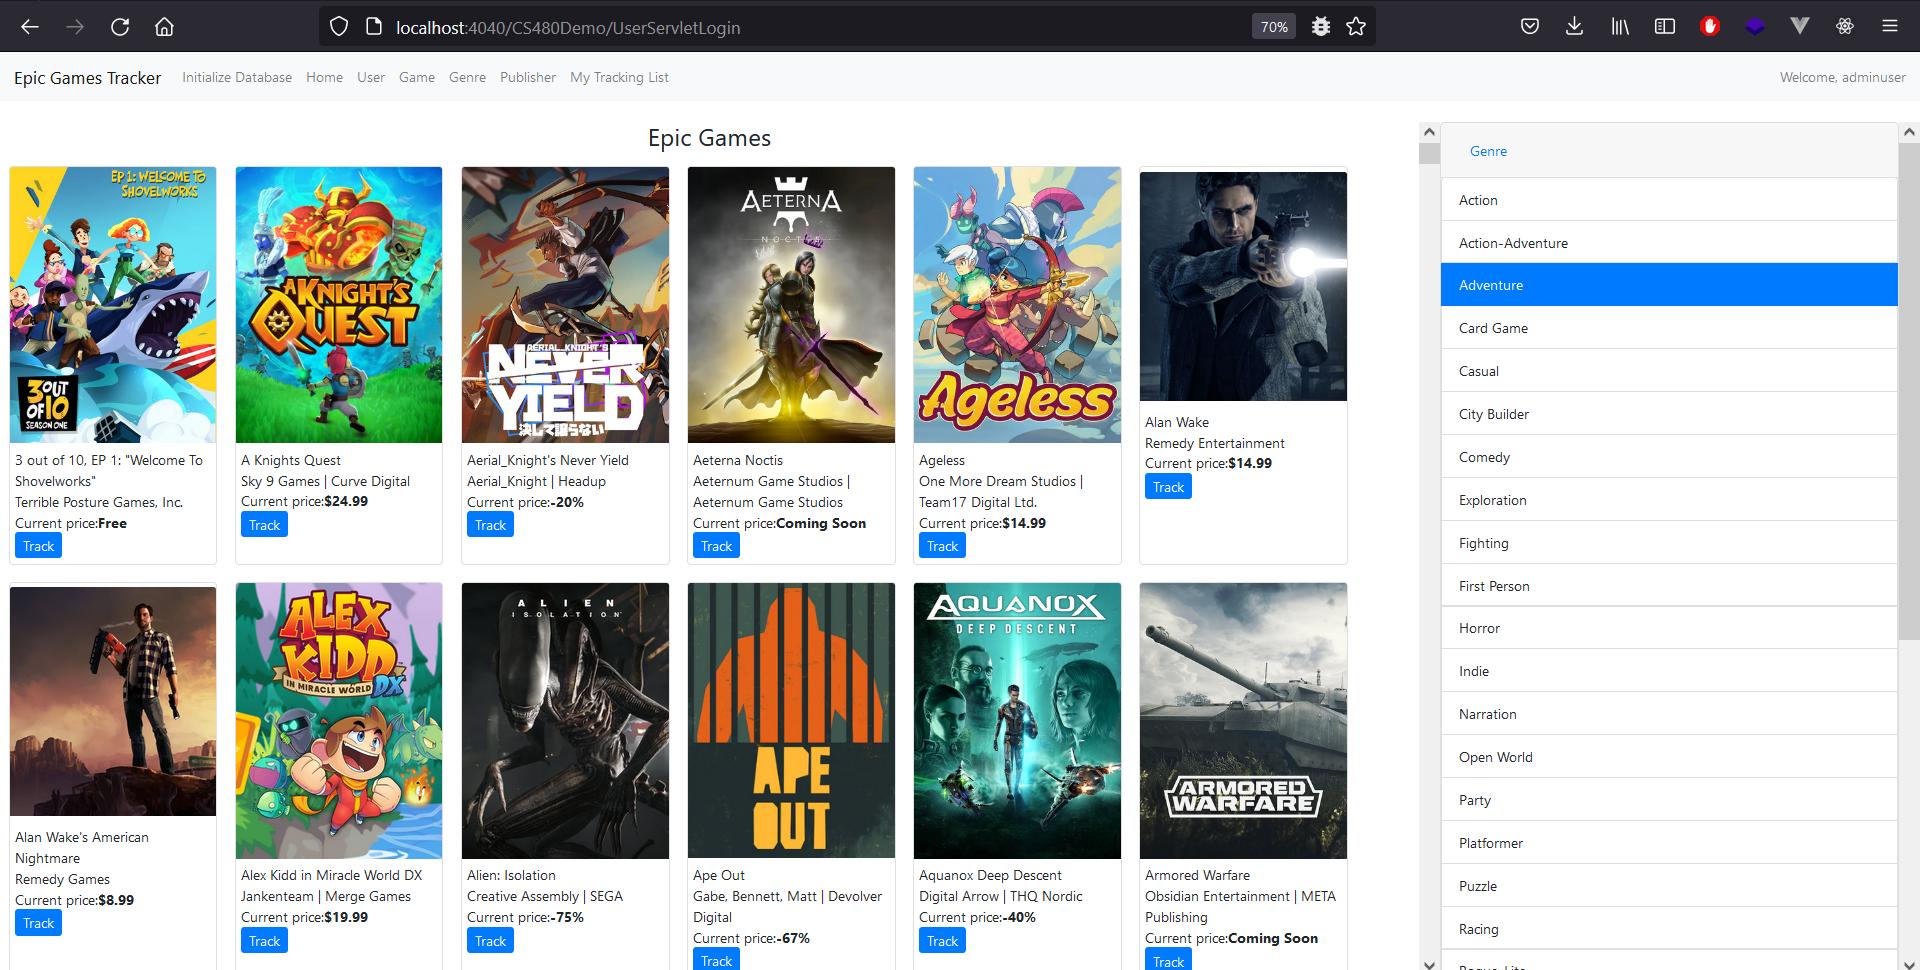 localhost:4040/CS480Demo/UserServletLogin
70%
Epic Games Tracker
Initialize Database
Home
User
Game
Genre
Publisher
My Tracking List
Welcome, adminuser
Epic Games
EP 1: WELCOME TO
SHOVELWORKS
3 OUT
OF 10
SEASON ONE
3 out of 10, EP 1: "Welcome To
Shovelworks"
Terrible Posture Games, Inc.
Current price:Free
Track
A KNIGHT'S
QUEST
A Knights Quest
Sky 9 Games | Curve Digital
Current price:$24.99
Track
AERIAL_KNIGHT'S
NEVER
YIELD
決して譲らない
Aerial_Knight's Never Yield
Aerial_Knight | Headup
Current price:-20%
Track
AETERNA
NOCTIS
Aeterna Noctis
Aeternum Game Studios |
Aeternum Game Studios
Current price:Coming Soon
Track
Ageless
Ageless
One More Dream Studios |
Team17 Digital Ltd.
Current price:$14.99
Track
Alan Wake
Remedy Entertainment
Current price:$14.99
Track
Alan Wake's American
Nightmare
Remedy Games
Current price:$8.99
Track
ALEX
KIDD
IN MIRACLE WORLD DX
Alex Kidd in Miracle World DX
Jankenteam | Merge Games
Current price:$19.99
Track
ALIEN
ISOLATION
Alien: Isolation
Creative Assembly | SEGA
Current price:-75%
Track
APE
OUT
Ape Out
Gabe, Bennett, Matt | Devolver
Digital
Current price:-67%
Track
AQUANOX
DEEP DESCENT
Aquanox Deep Descent
Digital Arrow | THQ Nordic
Current price:-40%
Track
ARMORED
WARFARE
Armored Warfare
Obsidian Entertainment | META
Publishing
Current price:Coming Soon
Track
Genre
Action
Action-Adventure
Adventure
Card Game
Casual
City Builder
Comedy
Exploration
Fighting
First Person
Horror
Indie
Narration
Open World
Party
Platformer
Puzzle
Racing
Rogue-Lite